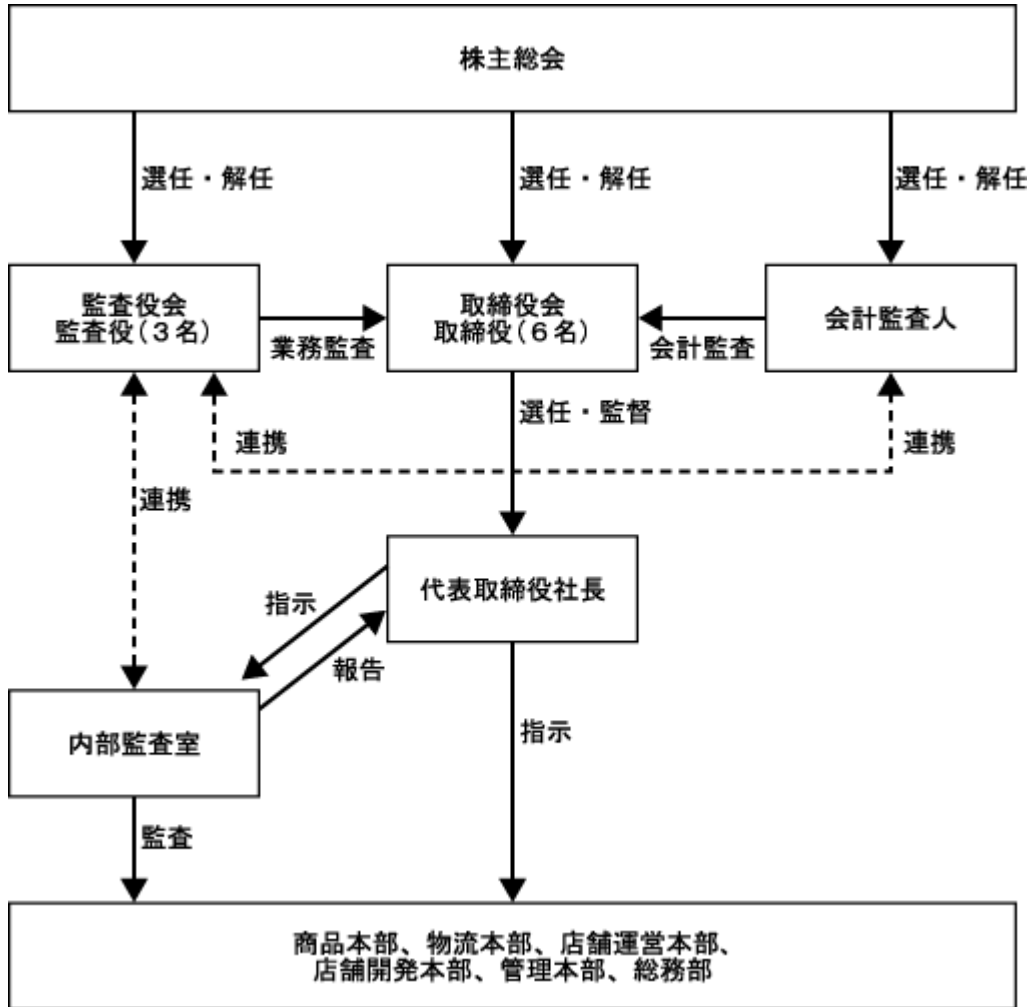 株主総会
選任・解任
選任・解任
選任・解任
監査役会
監査役(3名)
業務監査
取締役会
取締役(6名)
会計監査
会計監査人
選任・監督
連携
連携
連携
代表取締役社長
指示
報告
内部監査室
指示
監査
商品本部、物流本部、店舗運営本部、
店舗開発本部、管理本部、総務部